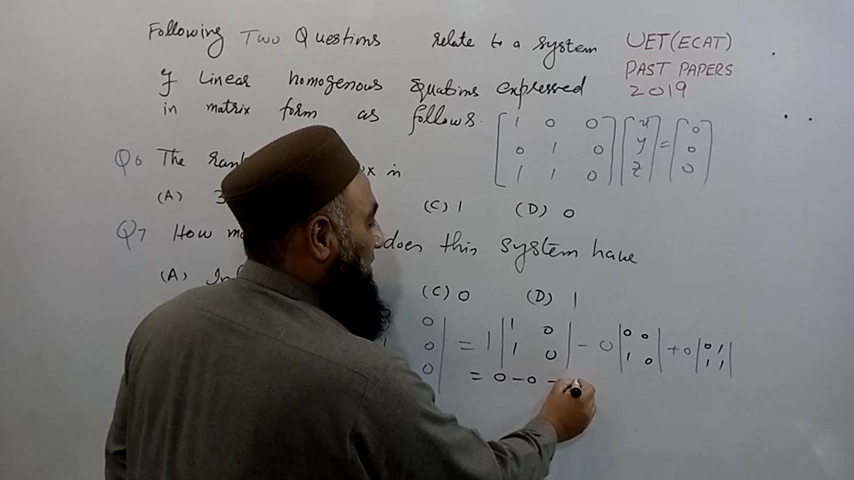 Following Two Questions relate to a system
UET(ECAT)
of Linear homogenous Equations expressed
PAST PAPERS
2019
in matrix form as follows.
[1 0 0] [x] = [0]
[0 1 0] [y] [0]
[1 1 0] [z] [0]
Q6 The in
(A) 3 (C) 1 (D) 0
Q7 How does this system have
(A) (C) 0 (D) 1
0 | = 1 |1 0| - 0 |0 0| + 0 |0 1|
0 | |1 0| |1 0| |1 1|
0 |
= 0 - 0 -